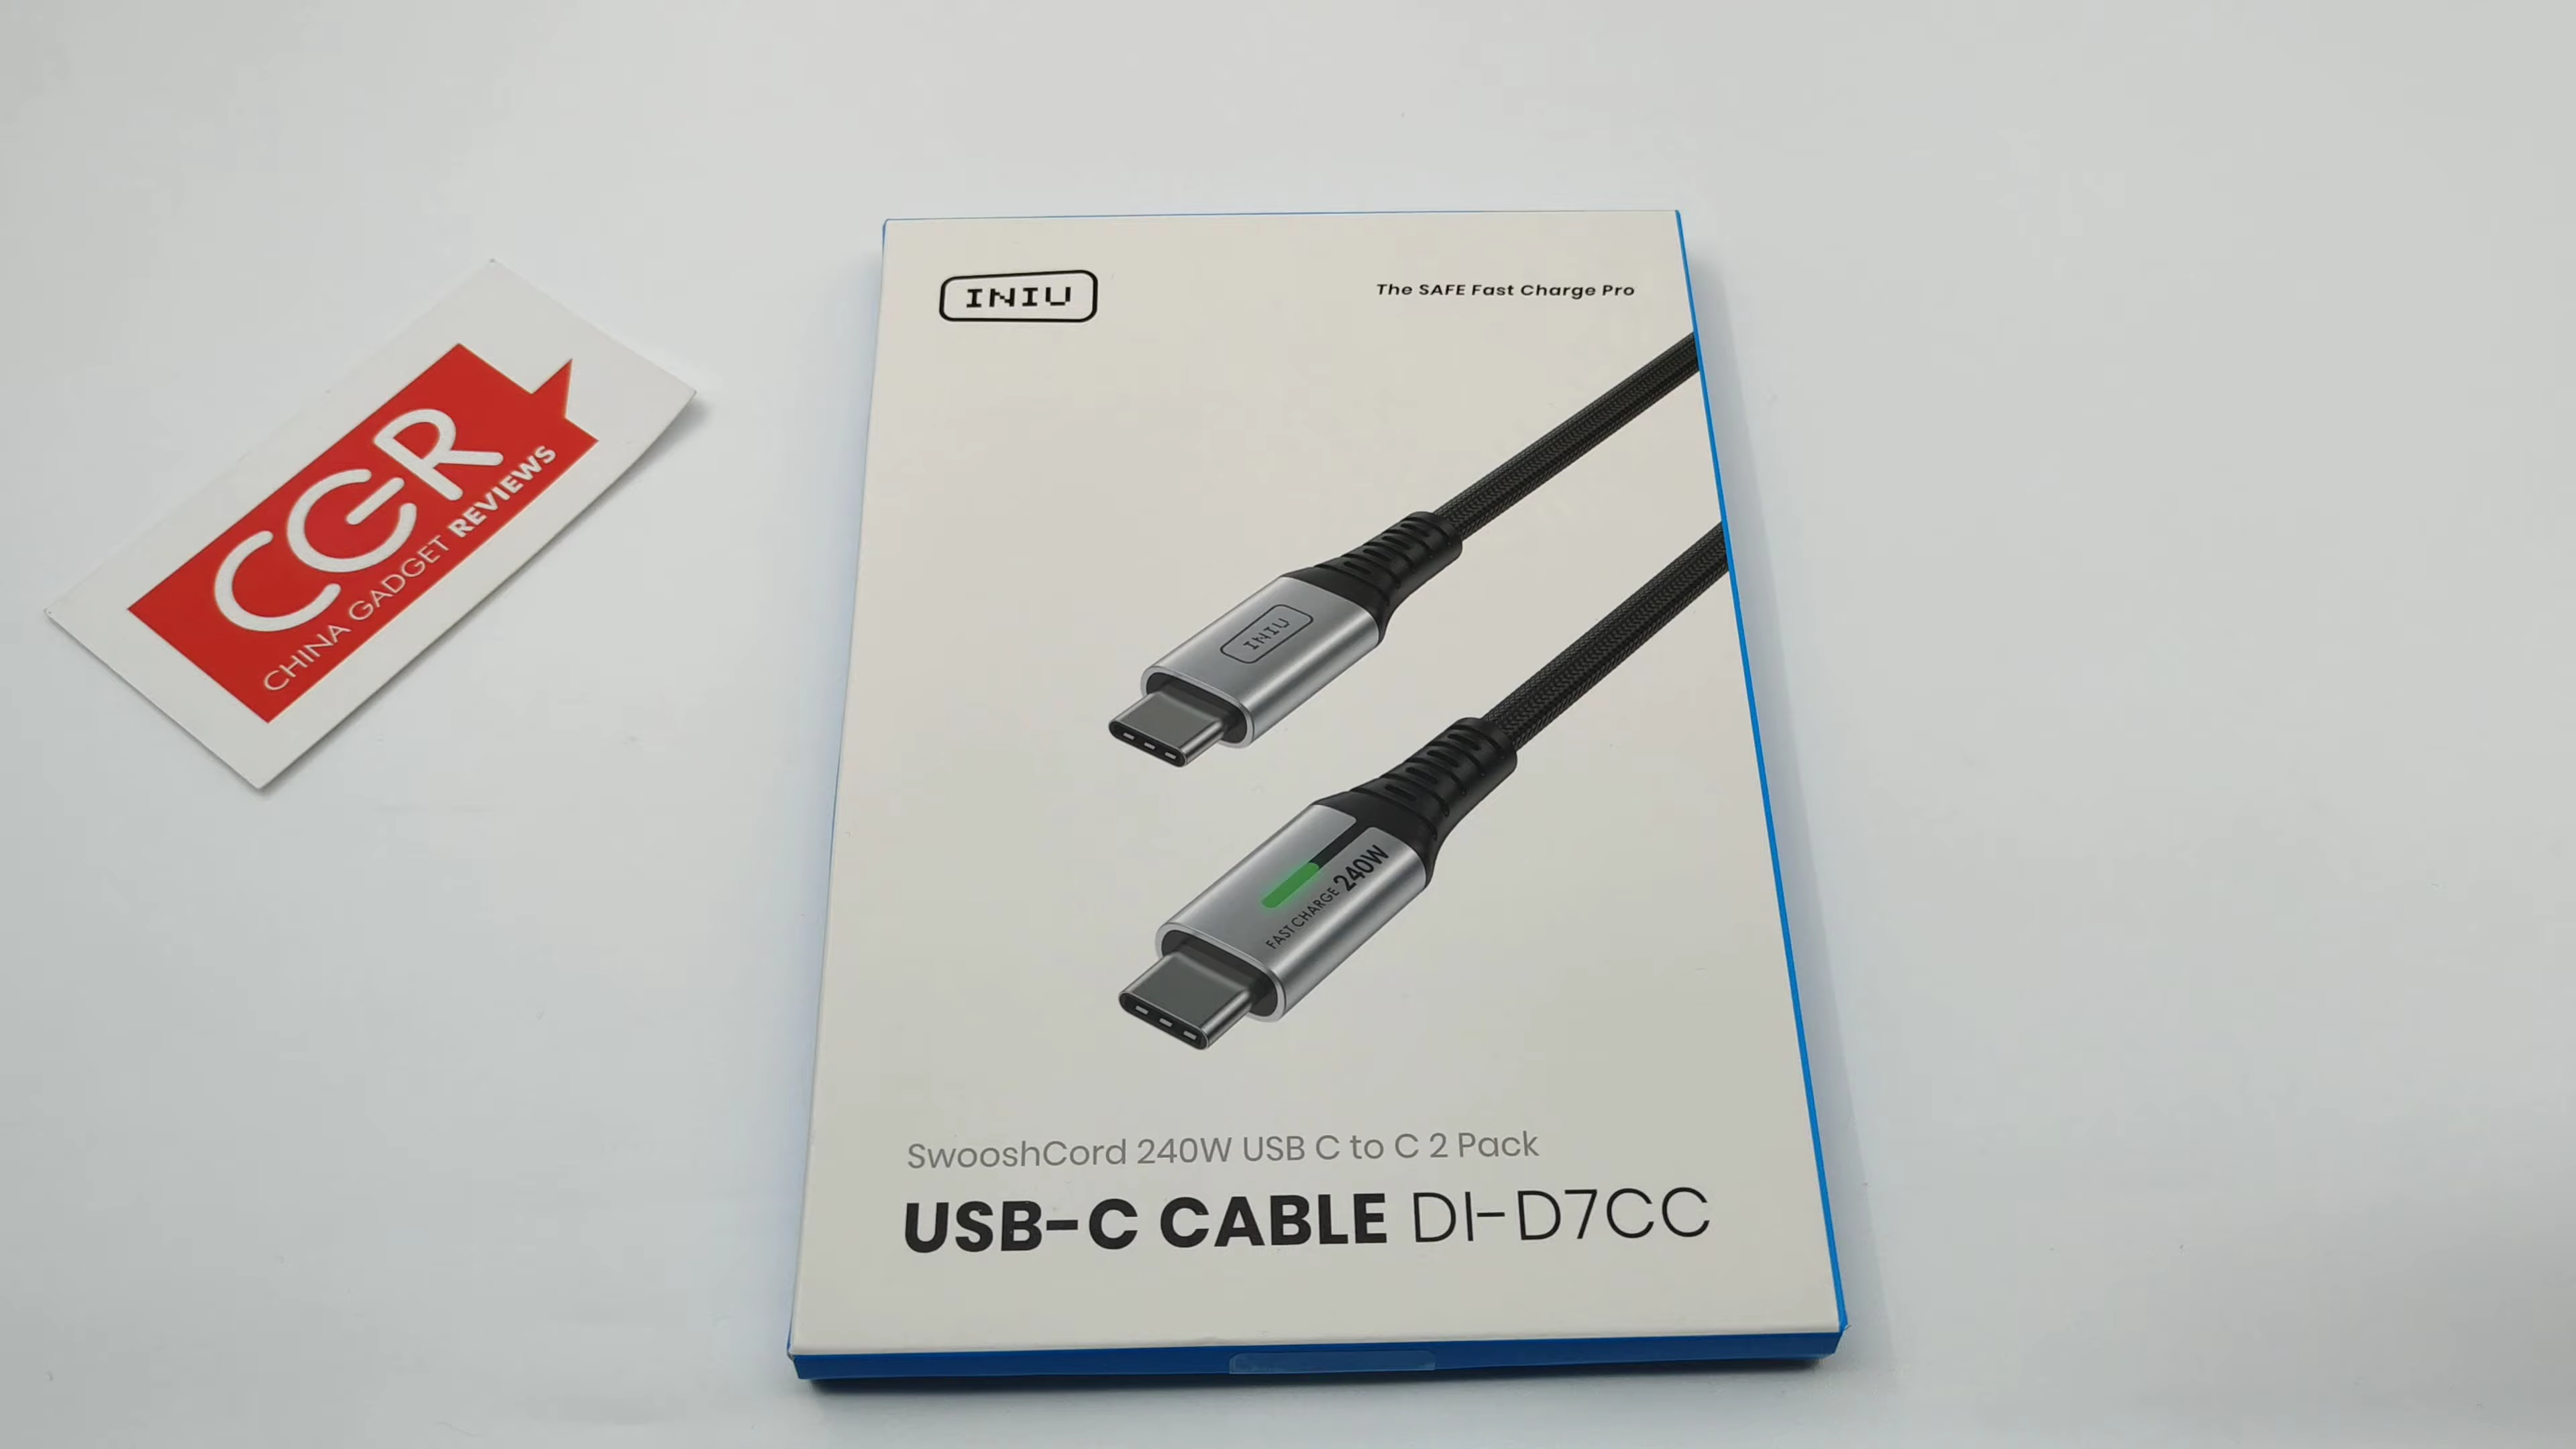 CGR
CHINA GADGET REVIEWS
INIU
The SAFE Fast Charge Pro
INIU
FAST CHARGE 240W
SwooshCord 240W USB C to C 2 Pack
USB-C CABLE DI-D7CC